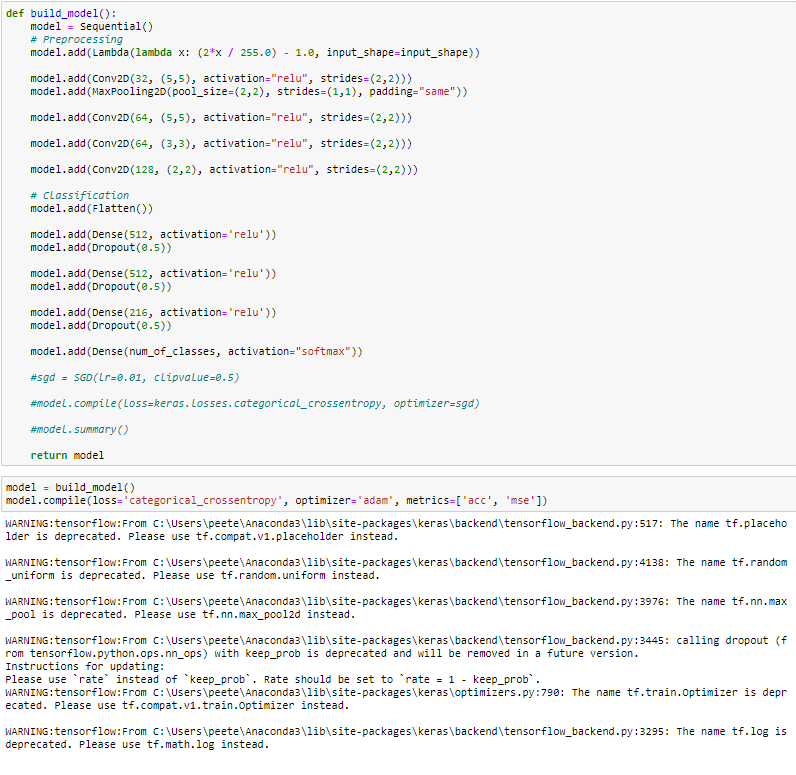 def build_model():
    model = Sequential()
    # Preprocessing
    model.add(Lambda(lambda x: (2*x / 255.0) - 1.0, input_shape=input_shape))
    model.add(Conv2D(32, (5,5), activation="relu", strides=(2,2)))
    model.add(MaxPooling2D(pool_size=(2,2), strides=(1,1), padding="same"))
    model.add(Conv2D(64, (5,5), activation="relu", strides=(2,2)))
    model.add(Conv2D(64, (3,3), activation="relu", strides=(2,2)))
    model.add(Conv2D(128, (2,2), activation="relu", strides=(2,2)))
    # Classification
    model.add(Flatten())
    model.add(Dense(512, activation='relu'))
    model.add(Dropout(0.5))
    model.add(Dense(512, activation='relu'))
    model.add(Dropout(0.5))
    model.add(Dense(216, activation='relu'))
    model.add(Dropout(0.5))
    model.add(Dense(num_of_classes, activation="softmax"))
    #sgd = SGD(lr=0.01, clipvalue=0.5)
    #model.compile(loss=keras.losses.categorical_crossentropy, optimizer=sgd)
    #model.summary()
    return model
model = build_model()
model.compile(loss='categorical_crossentropy', optimizer='adam', metrics=['acc', 'mse'])
WARNING:tensorflow:From C:\Users\peete\Anaconda3\lib\site-packages\keras\backend\tensorflow_backend.py:517: The name tf.placeho
lder is deprecated. Please use tf.compat.v1.placeholder instead.
WARNING:tensorflow:From C:\Users\peete\Anaconda3\lib\site-packages\keras\backend\tensorflow_backend.py:4138: The name tf.random
_uniform is deprecated. Please use tf.random.uniform instead.
WARNING:tensorflow:From C:\Users\peete\Anaconda3\lib\site-packages\keras\backend\tensorflow_backend.py:3976: The name tf.nn.max
_pool is deprecated. Please use tf.nn.max_pool2d instead.
WARNING:tensorflow:From C:\Users\peete\Anaconda3\lib\site-packages\keras\backend\tensorflow_backend.py:3445: calling dropout (f
rom tensorflow.python.ops.nn_ops) with keep_prob is deprecated and will be removed in a future version.
Instructions for updating:
Please use `rate` instead of `keep_prob`. Rate should be set to `rate = 1 - keep_prob`.
WARNING:tensorflow:From C:\Users\peete\Anaconda3\lib\site-packages\keras\optimizers.py:790: The name tf.train.Optimizer is depr
ecated. Please use tf.compat.v1.train.Optimizer instead.
WARNING:tensorflow:From C:\Users\peete\Anaconda3\lib\site-packages\keras\backend\tensorflow_backend.py:3295: The name tf.log is
deprecated. Please use tf.math.log instead.